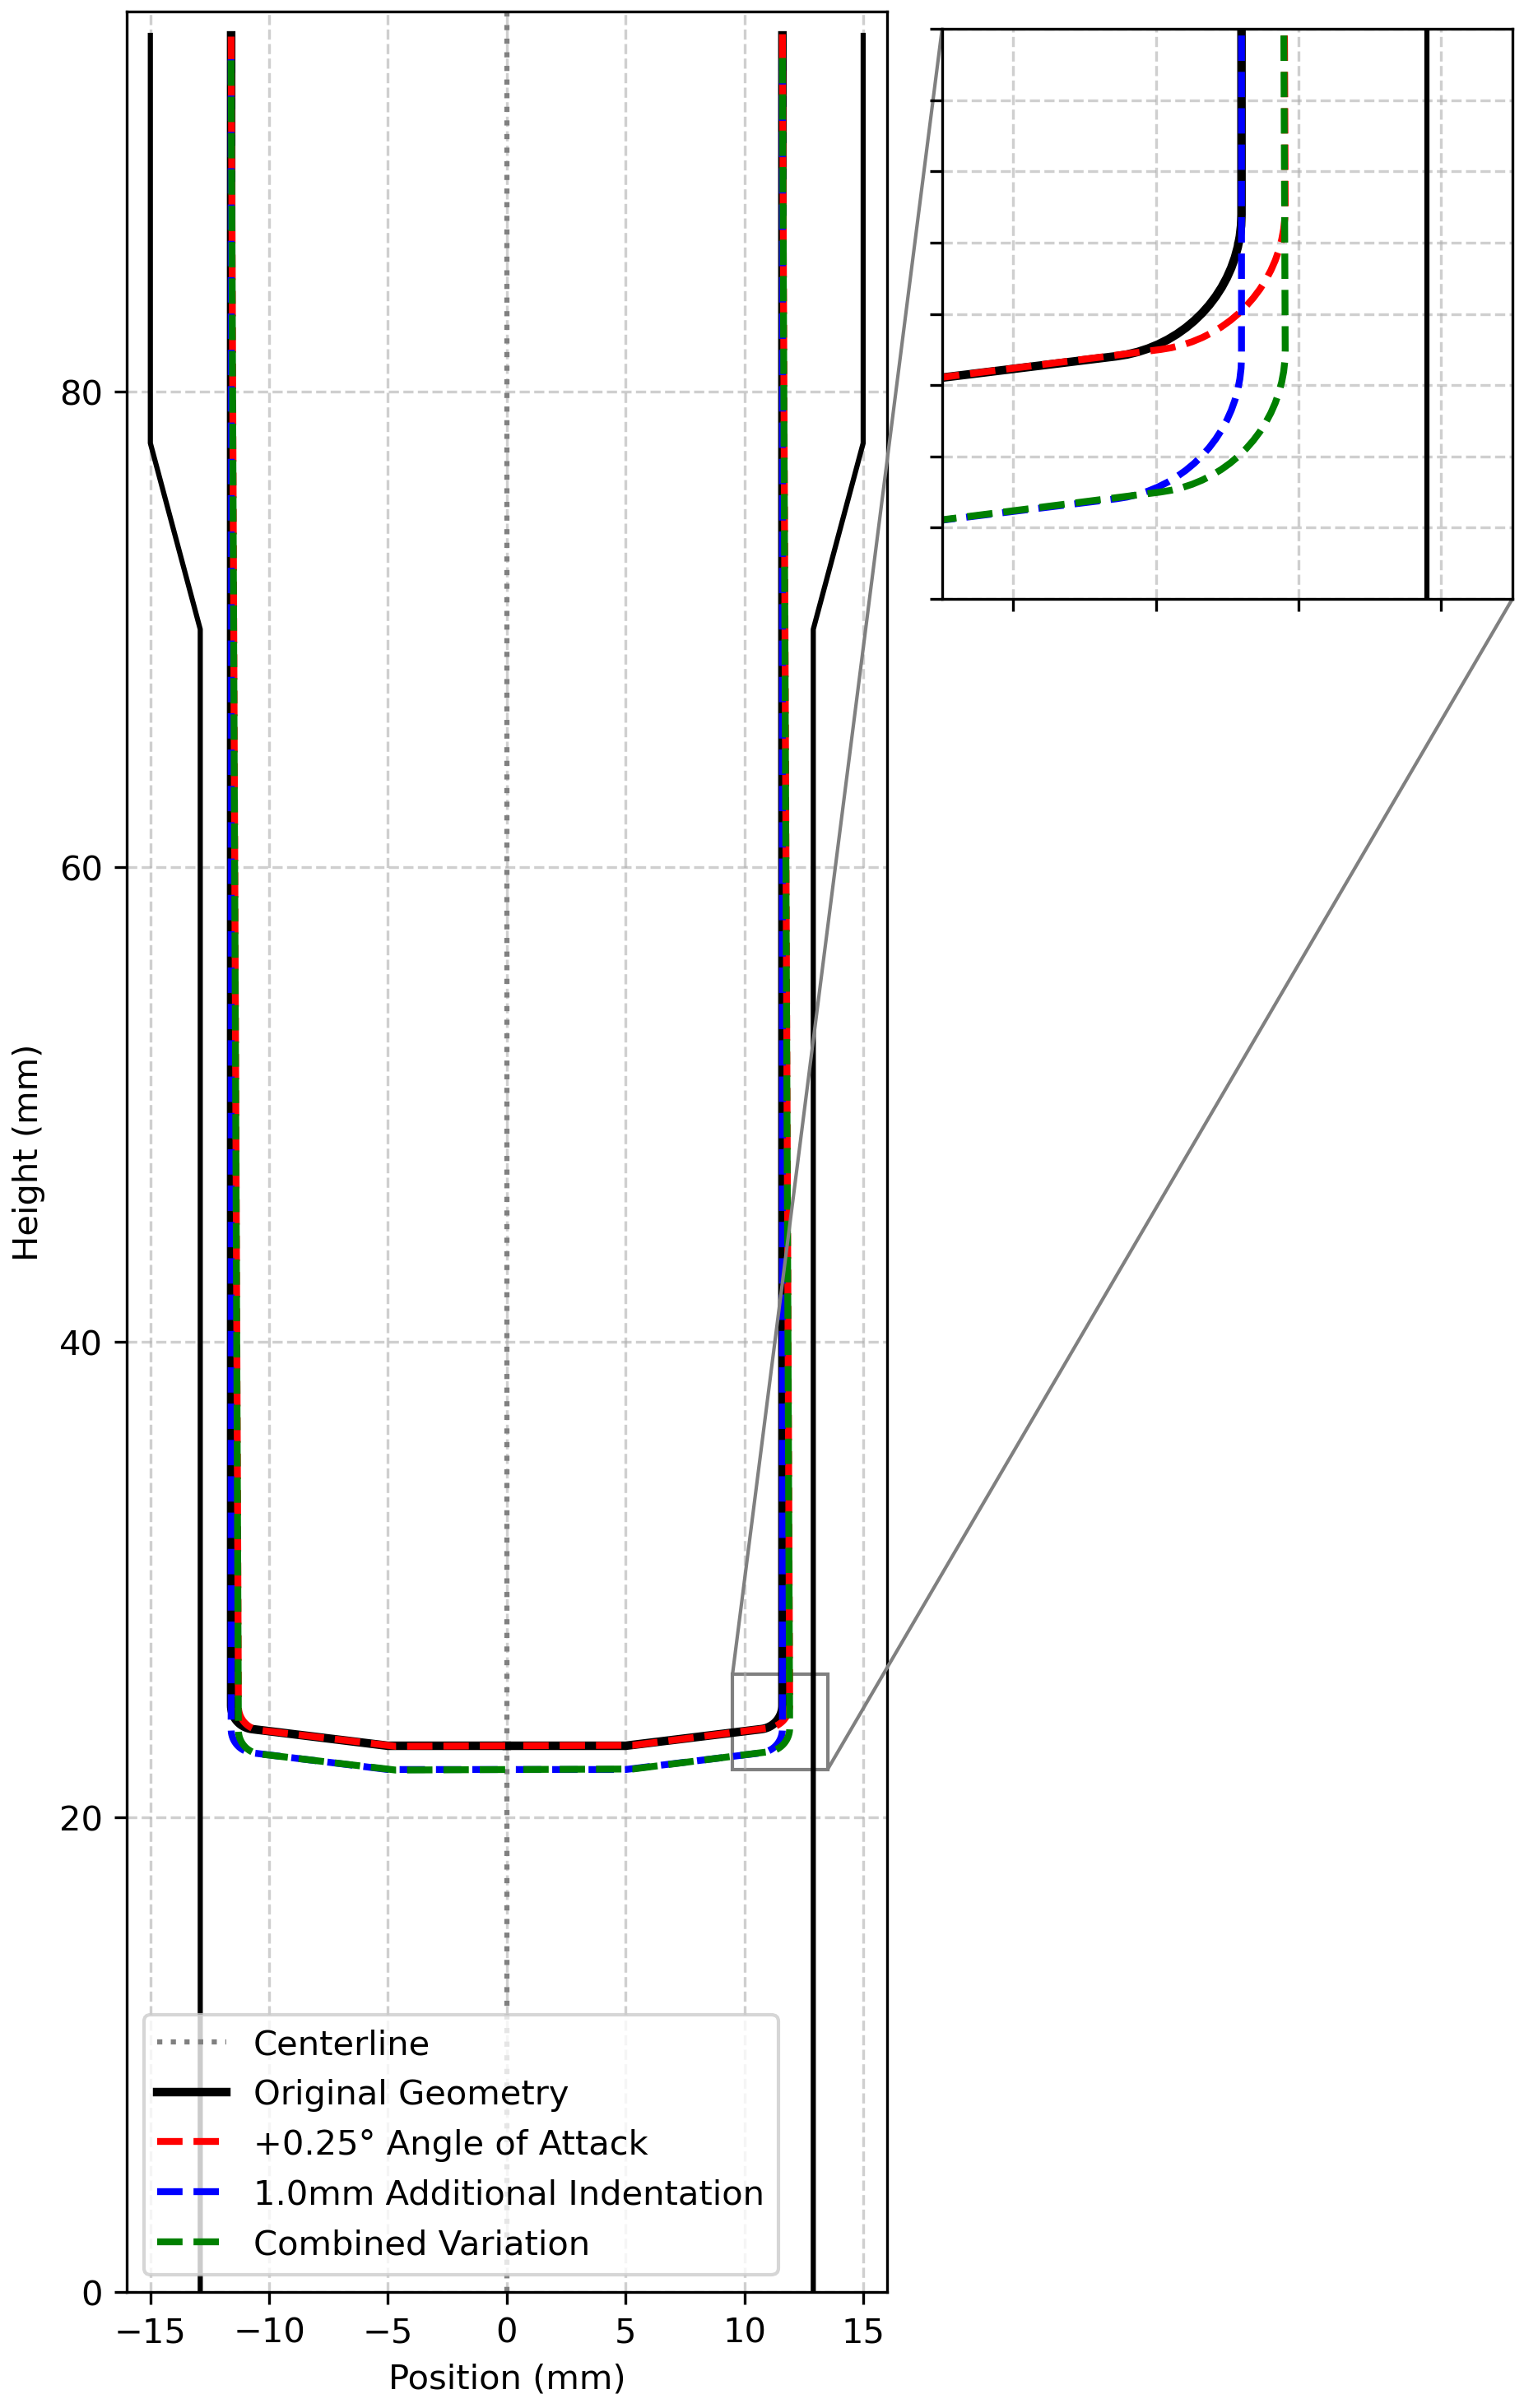 80
60
40
20
0
Height (mm)
Centerline
Original Geometry
+0.25° Angle of Attack
1.0mm Additional Indentation
Combined Variation
−15 −10 −5 0 5 10 15
Position (mm)